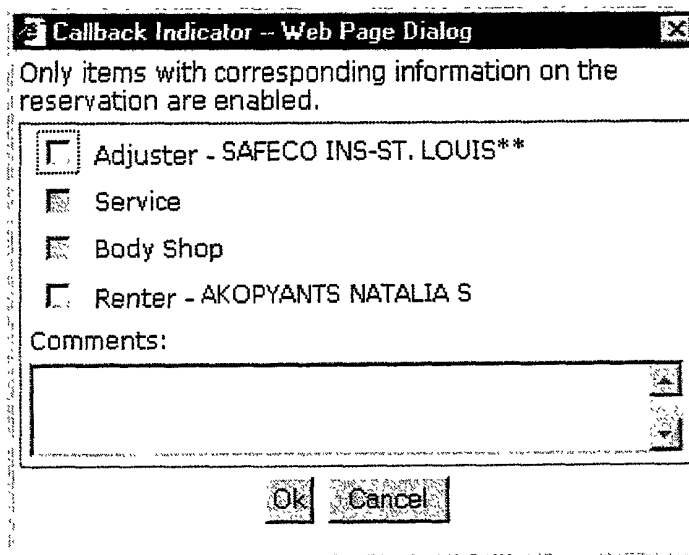 Callback Indicator -- Web Page Dialog
Only items with corresponding information on the
reservation are enabled.
Adjuster - SAFECO INS-ST. LOUIS**
Service
Body Shop
Renter - AKOPYANTS NATALIA S
Comments:
Ok Cancel